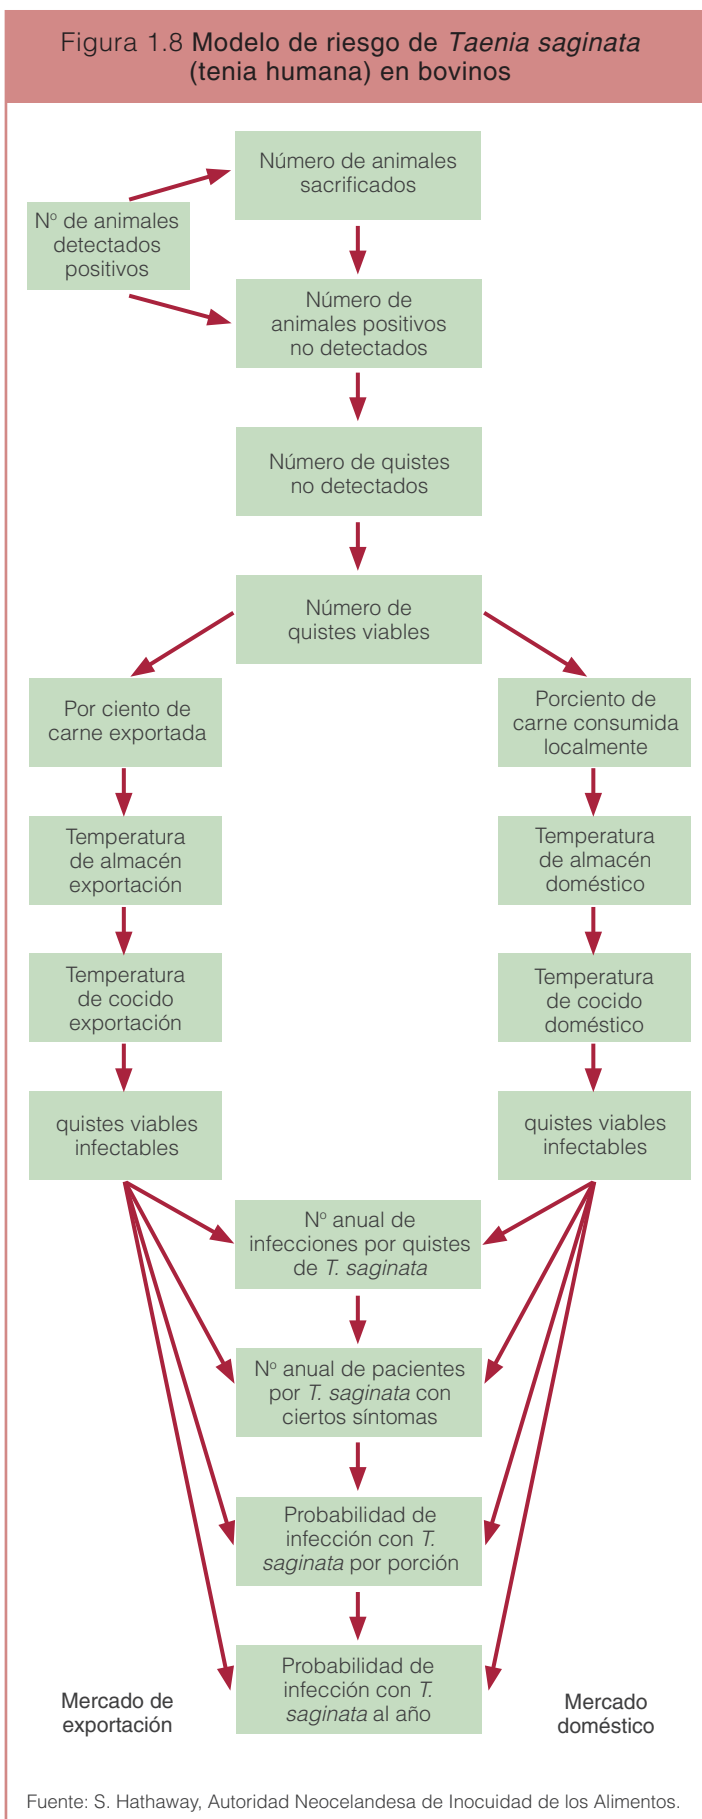 Figura 1.8 Modelo de riesgo de Taenia saginata
(tenia humana) en bovinos
Número de animales
sacrificados
Nº de animales
detectados
positivos
Número de
animales positivos
no detectados
Número de quistes
no detectados
Número de
quistes viables
Por ciento de
carne exportada
Porciento de
carne consumida
localmente
Temperatura
de almacén
exportación
Temperatura
de almacén
doméstico
Temperatura
de cocido
exportación
Temperatura
de cocido
doméstico
quistes viables
infectables
quistes viables
infectables
Nº anual de
infecciones por quistes
de T. saginata
Nº anual de pacientes
por T. saginata con
ciertos síntomas
Probabilidad de
infección con T.
saginata por porción
Probabilidad de
infección con T.
saginata al año
Mercado de
exportación
Mercado
doméstico
Fuente: S. Hathaway, Autoridad Neocelandesa de Inocuidad de los Alimentos.